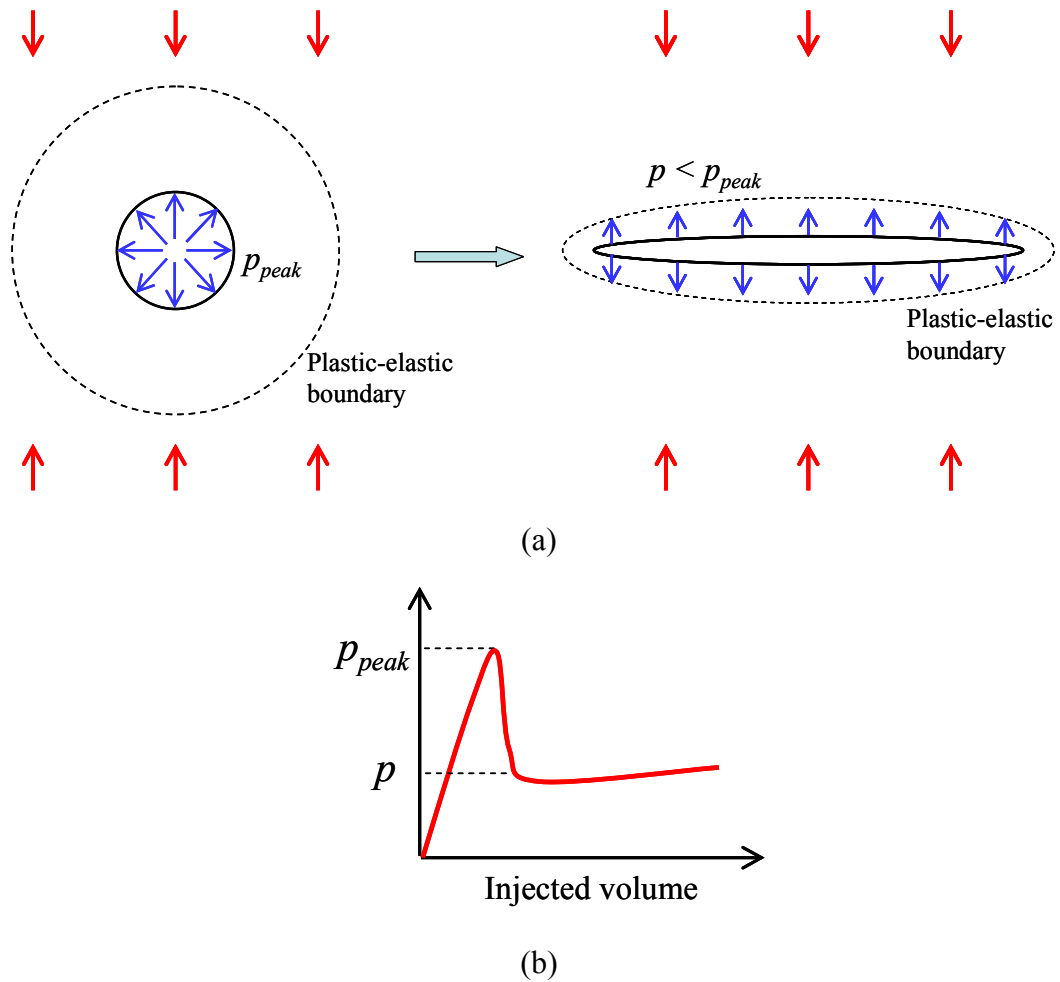 p < p_peak
p_peak
Plastic-elastic
boundary
Plastic-elastic
boundary
(a)
p_peak
p
Injected volume
(b)